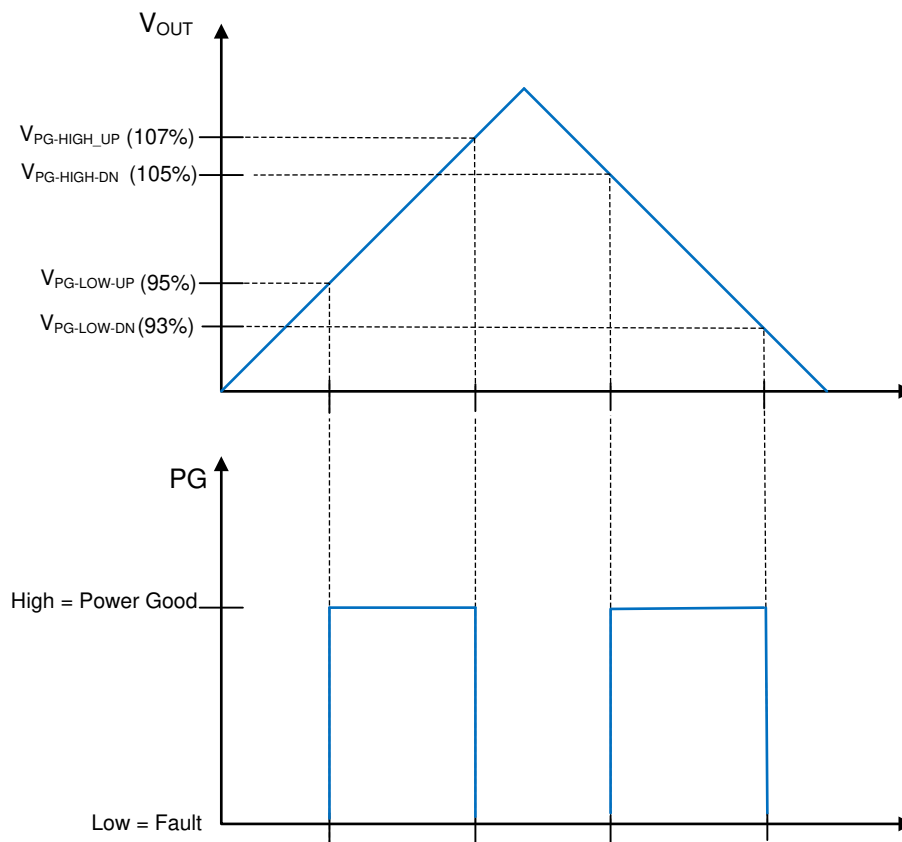 VOUT
VPG-HIGH_UP (107%)
VPG-HIGH-DN (105%)
VPG-LOW-UP (95%)
VPG-LOW-DN (93%)
PG
High = Power Good
Low = Fault